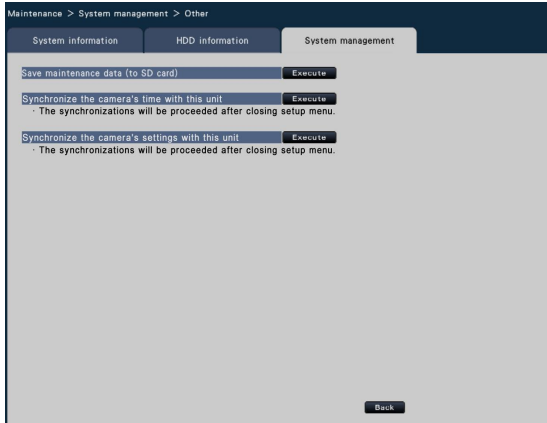 Maintenance > System management > Other
System information HDD information System management
Save maintenance data (to SD card) Execute
Synchronize the camera's time with this unit Execute
· The synchronizations will be proceeded after closing setup menu.
Synchronize the camera's settings with this unit Execute
· The synchronizations will be proceeded after closing setup menu.
Back